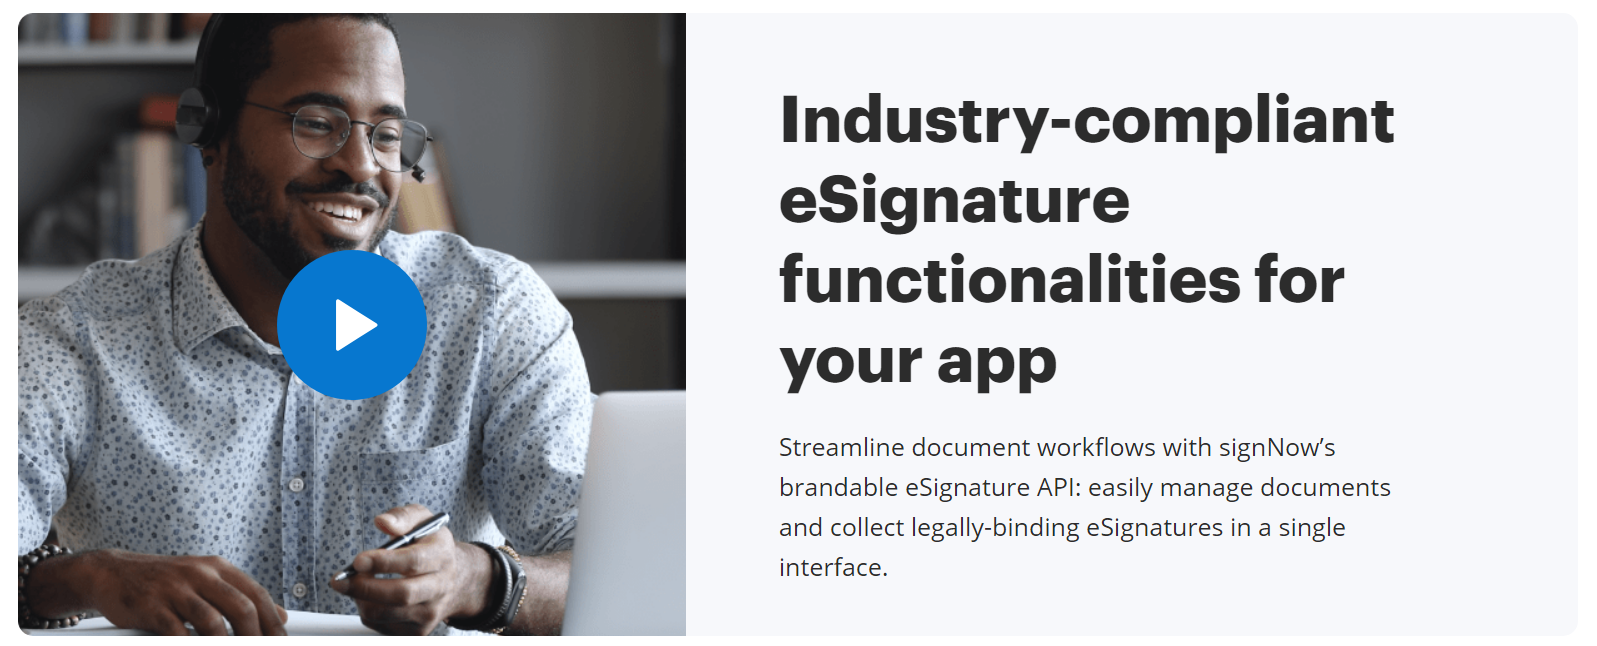 Industry-compliant
eSignature
functionalities for
your app
Streamline document workflows with signNow’s
brandable eSignature API: easily manage documents
and collect legally-binding eSignatures in a single
interface.